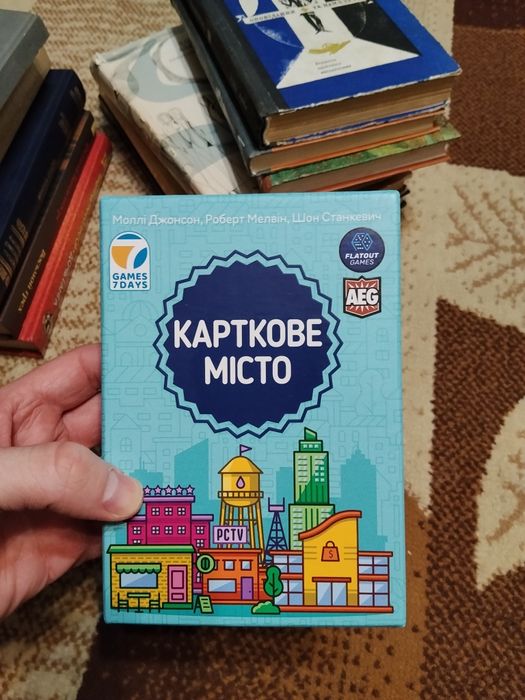 Моллі Джонсон, Роберт Мелвін, Шон Станкевич
7
GAMES
7 DAYS
FLATOUT
GAMES
AEG
КАРТКОВЕ
МІСТО
PCTV
$